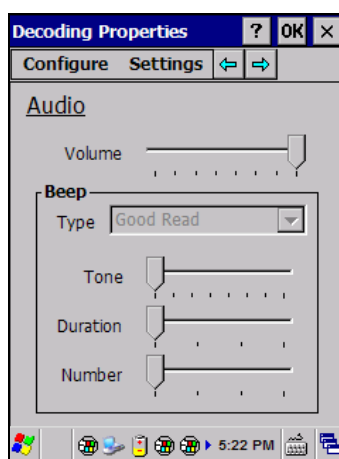 Decoding Properties ? OK ×
Configure Settings
Audio
Volume
Beep
Type Good Read
Tone
Duration
Number
5:22 PM